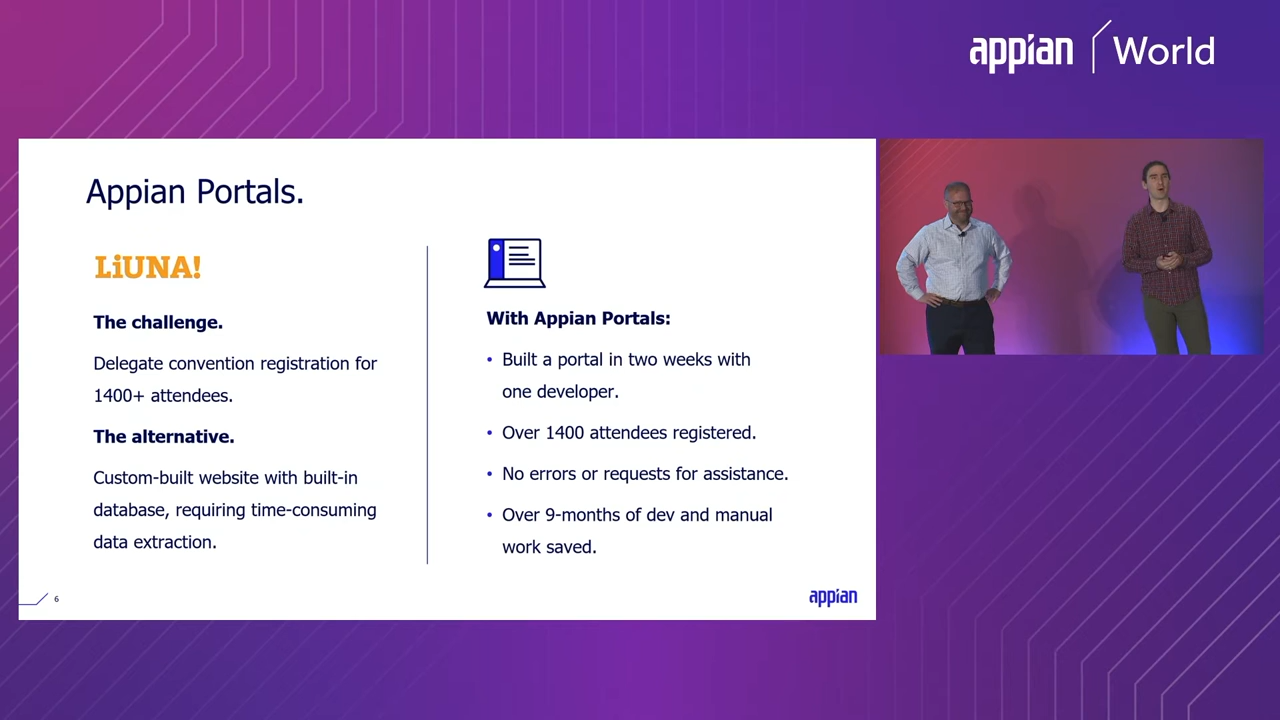 appian World
Appian Portals.
LiUNA!
The challenge.
Delegate convention registration for
1400+ attendees.
The alternative.
Custom-built website with built-in
database, requiring time-consuming
data extraction.
With Appian Portals:
• Built a portal in two weeks with
one developer.
• Over 1400 attendees registered.
• No errors or requests for assistance.
• Over 9-months of dev and manual
work saved.
6
appian